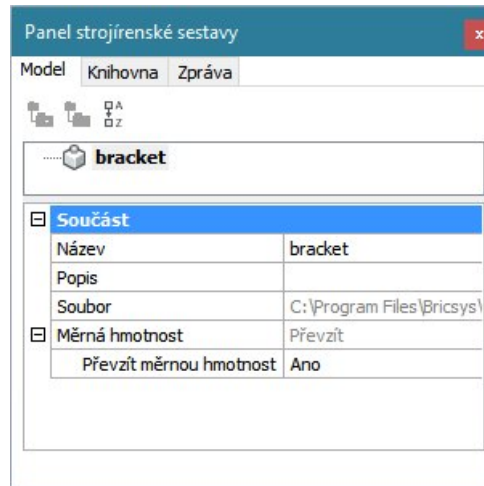 Panel strojírenské sestavy x
Model Knihovna Zpráva
bracket
Součást
Název bracket
Popis
Soubor C:\Program Files\Bricsys\
Měrná hmotnost Převzít
Převzít měrnou hmotnost Ano